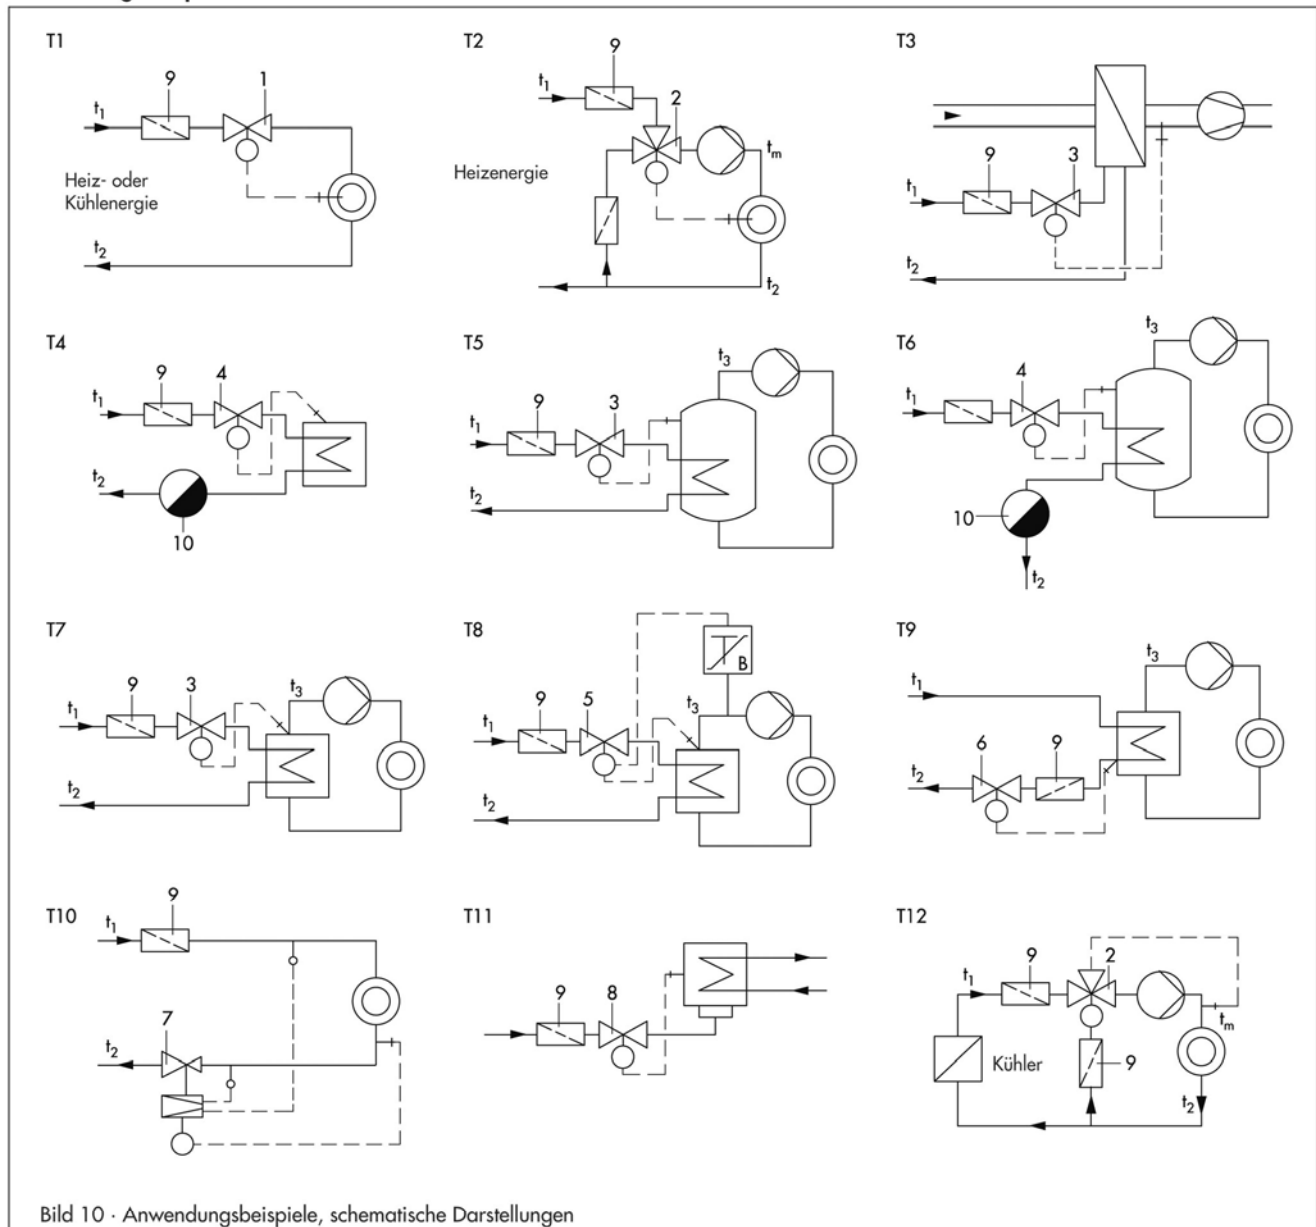 T1
9
1
t1
Heiz- oder
Kühlenergie
t2
T2
9
t1
2
tm
Heizenergie
t2
T3
9
3
t1
t2
T4
9
4
t1
t2
10
T5
t3
9
3
t1
t2
T6
t3
4
t1
10
t2
T7
9
3
t3
t1
t2
T8
B
9
5
t3
t1
t2
T9
t3
t1
6
9
t2
T10
9
t1
7
t2
T11
9
8
T12
9
2
t1
tm
Kühler
9
t2
Bild 10 · Anwendungsbeispiele, schematische Darstellungen